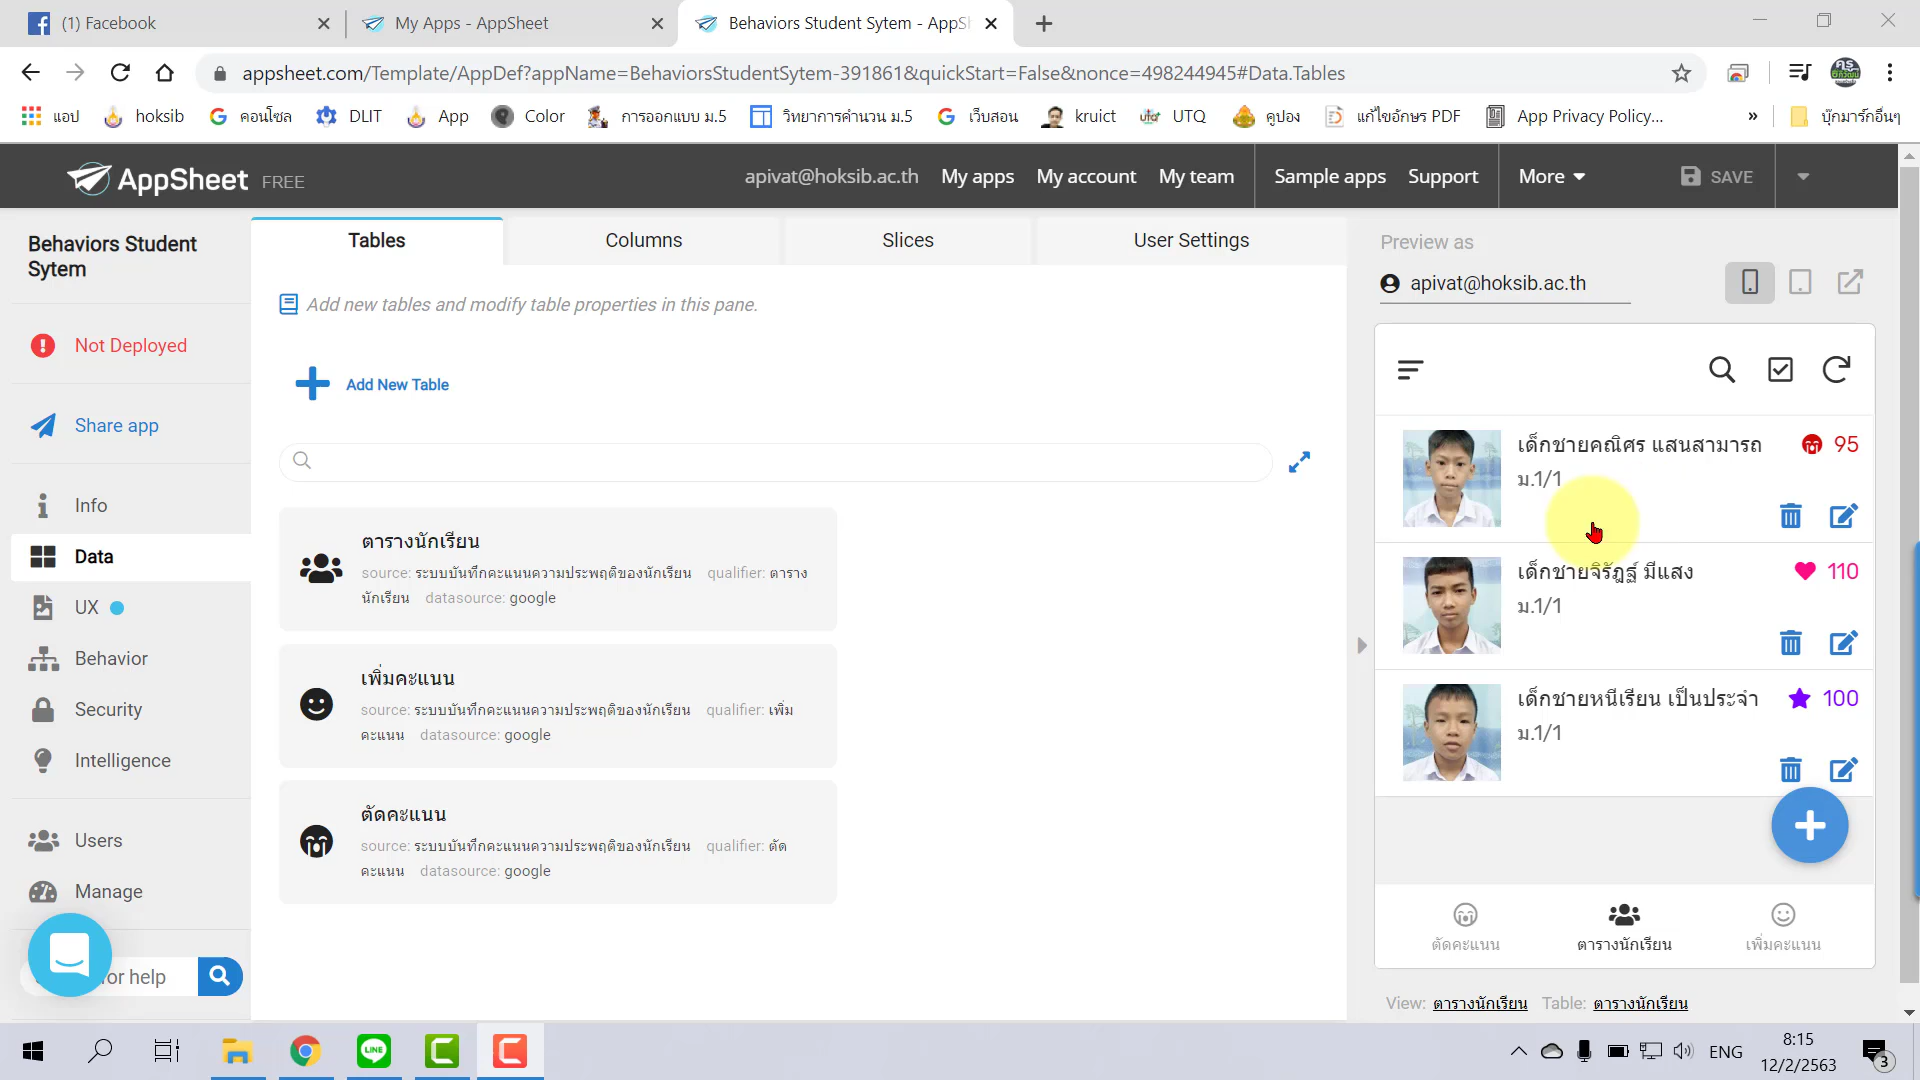 (1) Facebook
My Apps - AppSheet
Behaviors Student Sytem - AppSh
appsheet.com/Template/AppDef?appName=BehaviorsStudentSytem-391861&quickStart=False&nonce=498244945#Data.Tables
แอป hoksib คอนโซล DLIT App Color การออกแบบ ม.5 วิทยาการคำนวน ม.5 เว็บสอน kruict UTQ คูปอง แก้ไขอักษร PDF App Privacy Policy... » บุ๊กมาร์กอื่นๆ
AppSheet FREE
apivat@hoksib.ac.th My apps My account My team Sample apps Support More SAVE
Behaviors Student
Sytem
Not Deployed
Share app
Info
Data
UX
Behavior
Security
Intelligence
Users
Manage
for help
Tables Columns Slices User Settings
Add new tables and modify table properties in this pane.
Add New Table
ตารางนักเรียน
source: ระบบบันทึกคะแนนความประพฤติของนักเรียน qualifier: ตาราง
นักเรียน datasource: google
เพิ่มคะแนน
source: ระบบบันทึกคะแนนความประพฤติของนักเรียน qualifier: เพิ่ม
คะแนน datasource: google
ตัดคะแนน
source: ระบบบันทึกคะแนนความประพฤติของนักเรียน qualifier: ตัด
คะแนน datasource: google
Preview as
apivat@hoksib.ac.th
เด็กชายคณิศร แสนสามารถ 95
ม.1/1
เด็กชายจิรัฎฐ์ มีแสง 110
ม.1/1
เด็กชายหนีเรียน เป็นประจำ 100
ม.1/1
ตัดคะแนน ตารางนักเรียน เพิ่มคะแนน
View: ตารางนักเรียน Table: ตารางนักเรียน
LINE
ENG
8:15
12/2/2563
3